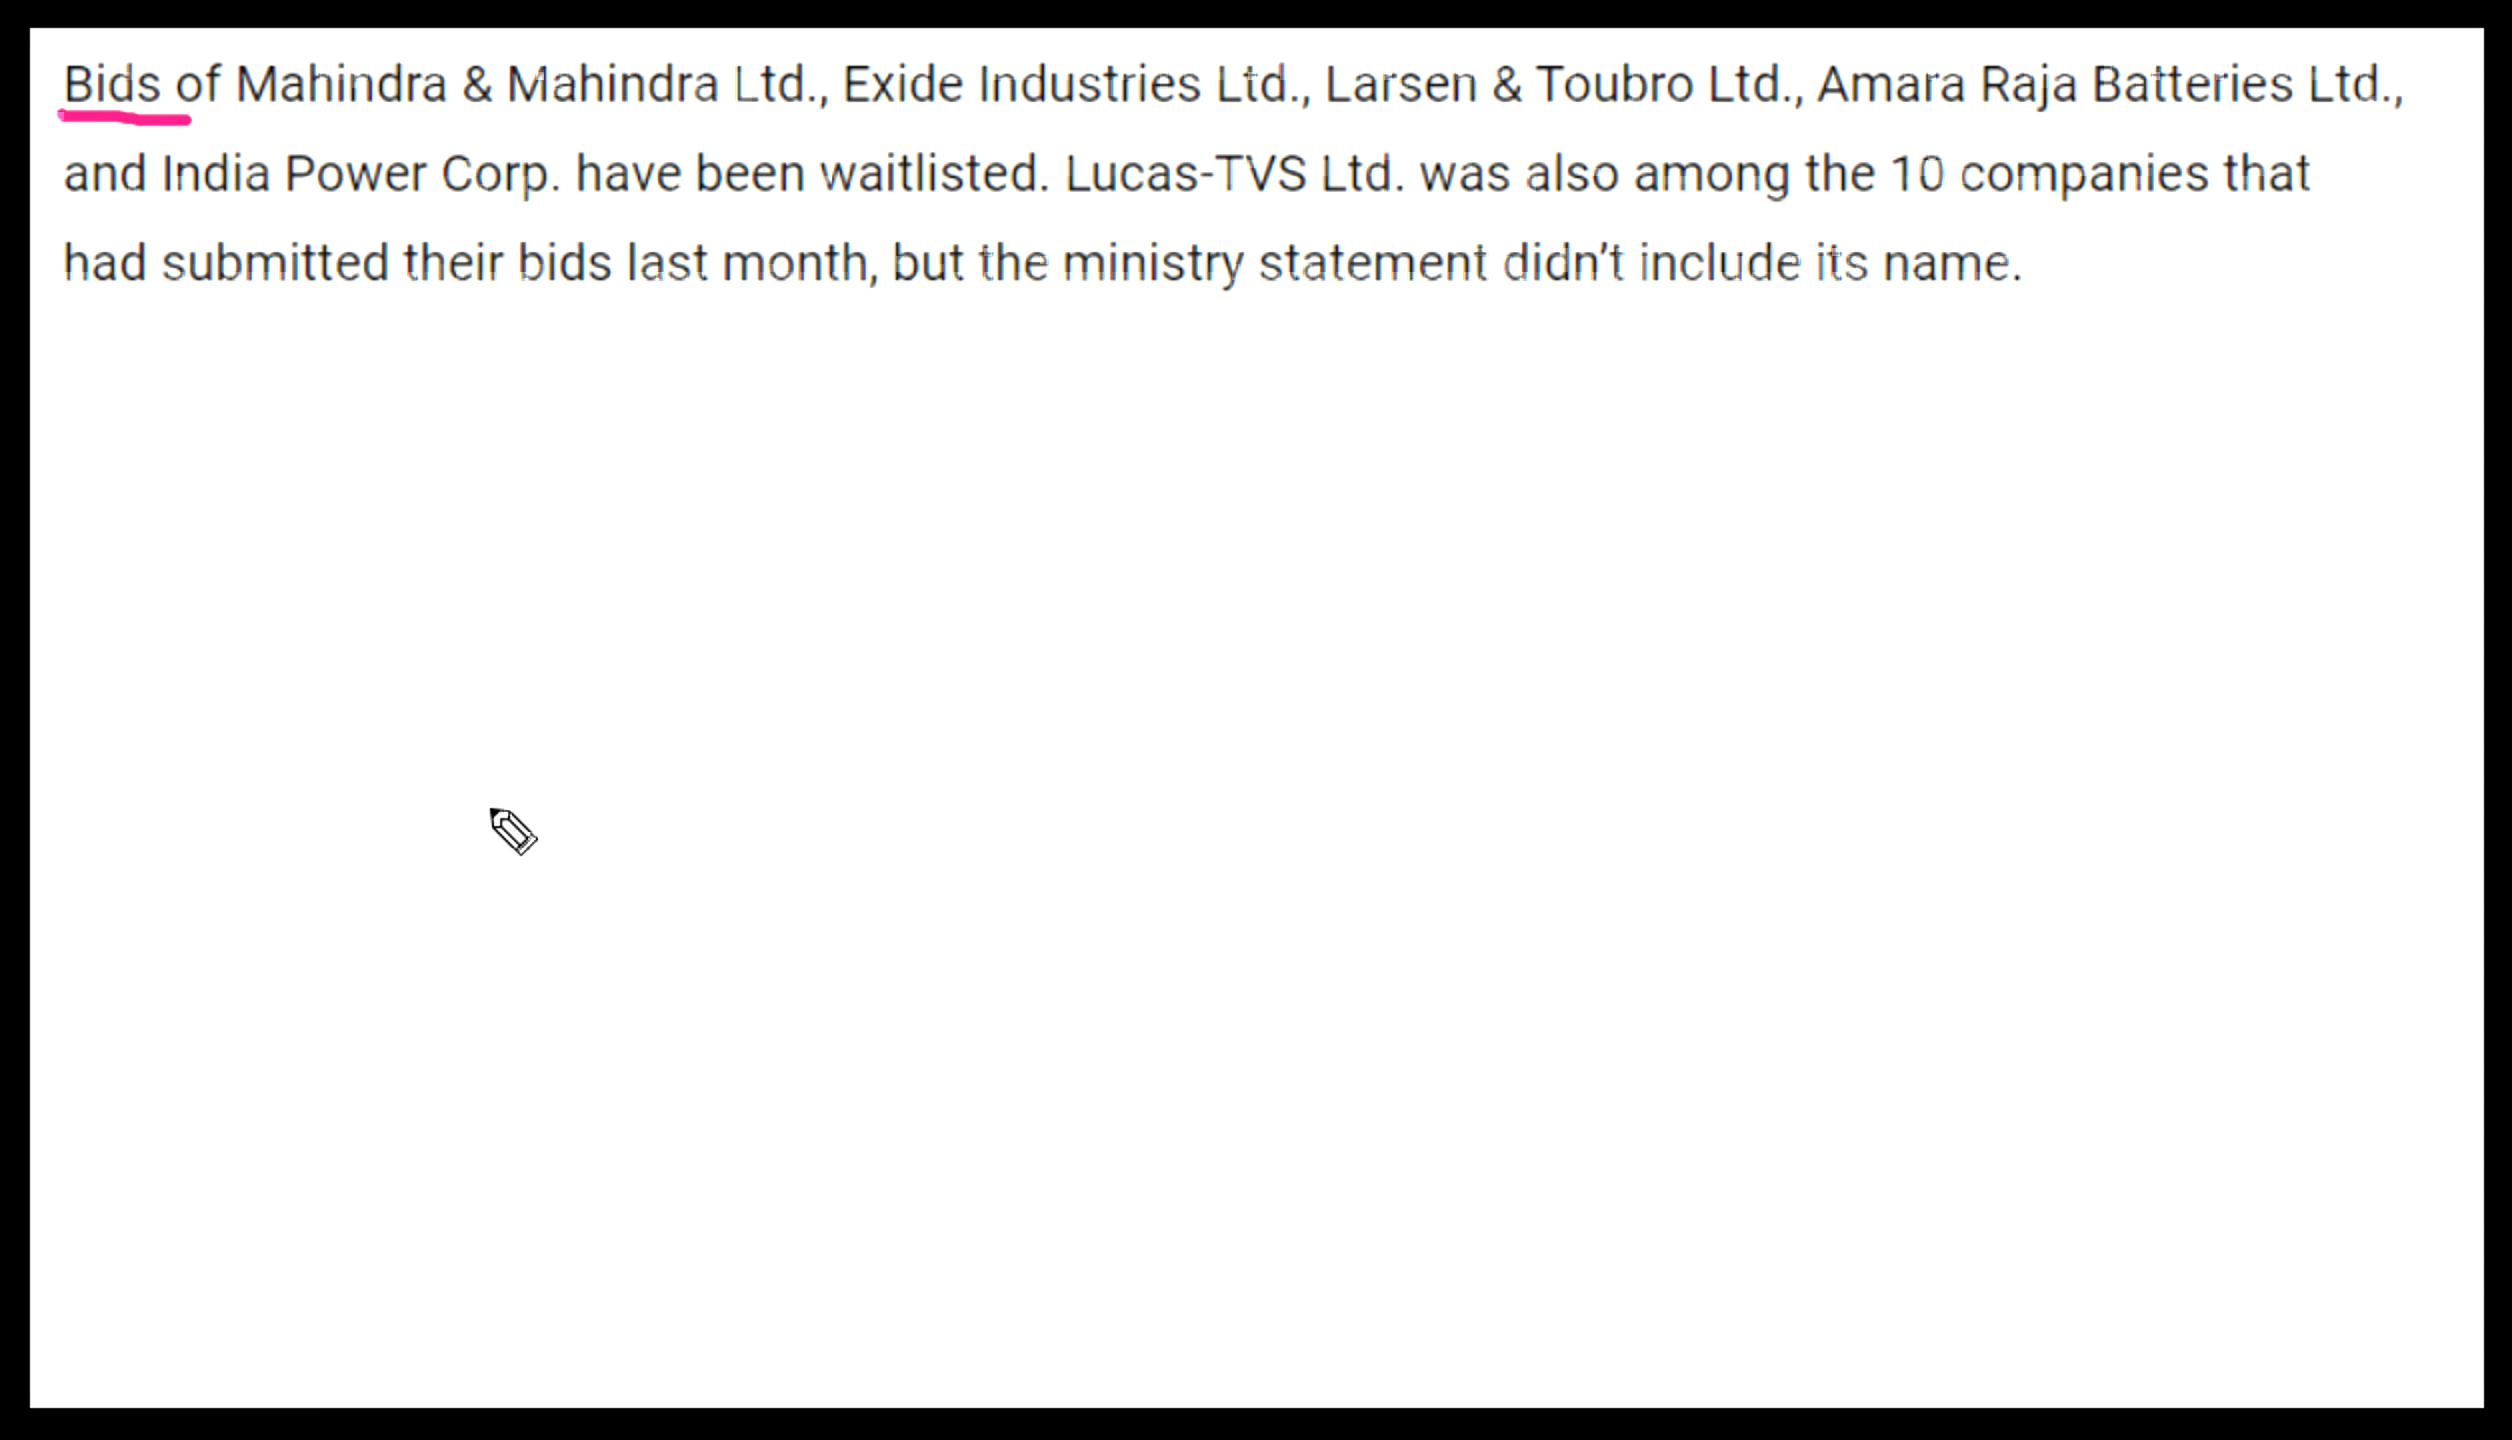 Bids of Mahindra & Mahindra Ltd., Exide Industries Ltd., Larsen & Toubro Ltd., Amara Raja Batteries Ltd.,
and India Power Corp. have been waitlisted. Lucas-TVS Ltd. was also among the 10 companies that
had submitted their bids last month, but the ministry statement didn’t include its name.